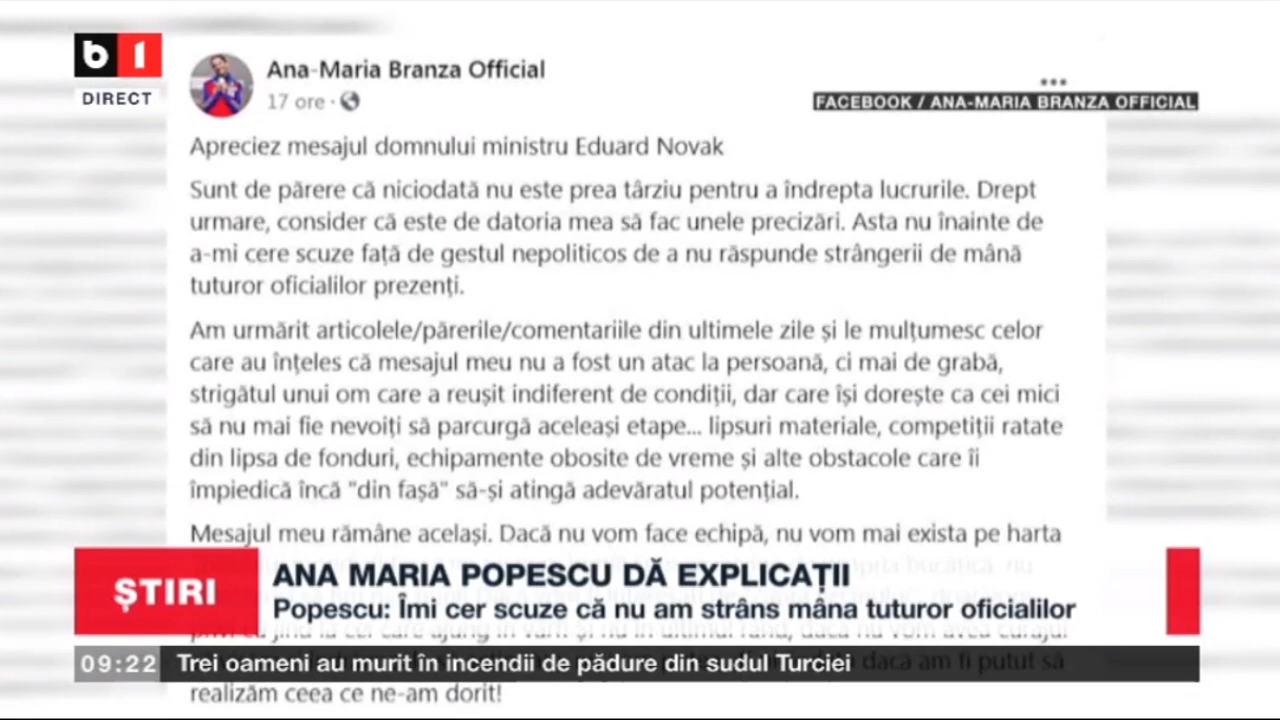 b1
DIRECT
Ana-Maria Branza Official
17 ore ·
FACEBOOK / ANA-MARIA BRANZA OFFICIAL
Apreciez mesajul domnului ministru Eduard Novak
Sunt de părere că niciodată nu este prea târziu pentru a îndrepta lucrurile. Drept
urmare, consider că este de datoria mea să fac unele precizări. Asta nu înainte de
a-mi cere scuze față de gestul nepoliticos de a nu răspunde strângerii de mână
tuturor oficialilor prezenți.
Am urmărit articolele/părerile/comentariile din ultimele zile și le mulțumesc celor
care au înțeles că mesajul meu nu a fost un atac la persoană, ci mai de grabă,
strigătul unui om care a reușit indiferent de condiții, dar care își dorește ca cei mici
să nu mai fie nevoiți să parcurgă aceleași etape... lipsuri materiale, competiții ratate
din lipsa de fonduri, echipamente obosite de vreme și alte obstacole care îi
împiedică încă "din fașă" să-și atingă adevăratul potențial.
Mesajul meu rămâne același. Dacă nu vom face echipă, nu vom mai exista pe harta
ȘTIRI
ANA MARIA POPESCU DĂ EXPLICAȚII
Popescu: Îmi cer scuze că nu am strâns mâna tuturor oficialilor
09:22 Trei oameni au murit în incendii de pădure din sudul Turciei
dacă am fi putut să
realizăm ceea ce ne-am dorit!